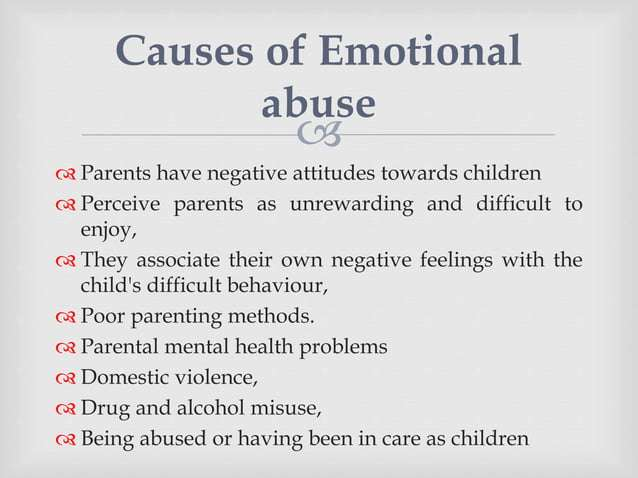 Causes of Emotional
abuse
Parents have negative attitudes towards children
Perceive parents as unrewarding and difficult to
enjoy,
They associate their own negative feelings with the
child's difficult behaviour,
Poor parenting methods.
Parental mental health problems
Domestic violence,
Drug and alcohol misuse,
Being abused or having been in care as children